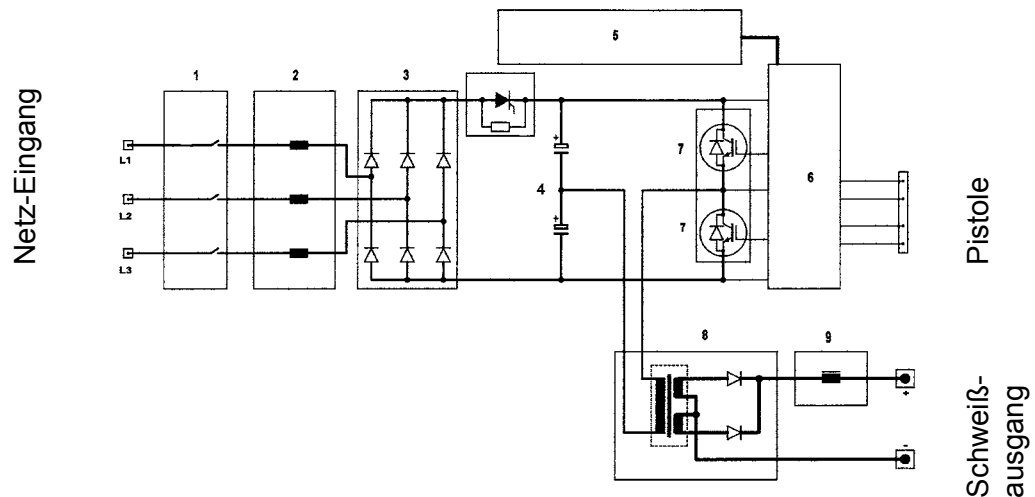 Netz-Eingang
5
1
2
3
L1
L2
L3
+
+
4
7
7
6
Pistole
8
9
+
-
Schweiß-
ausgang